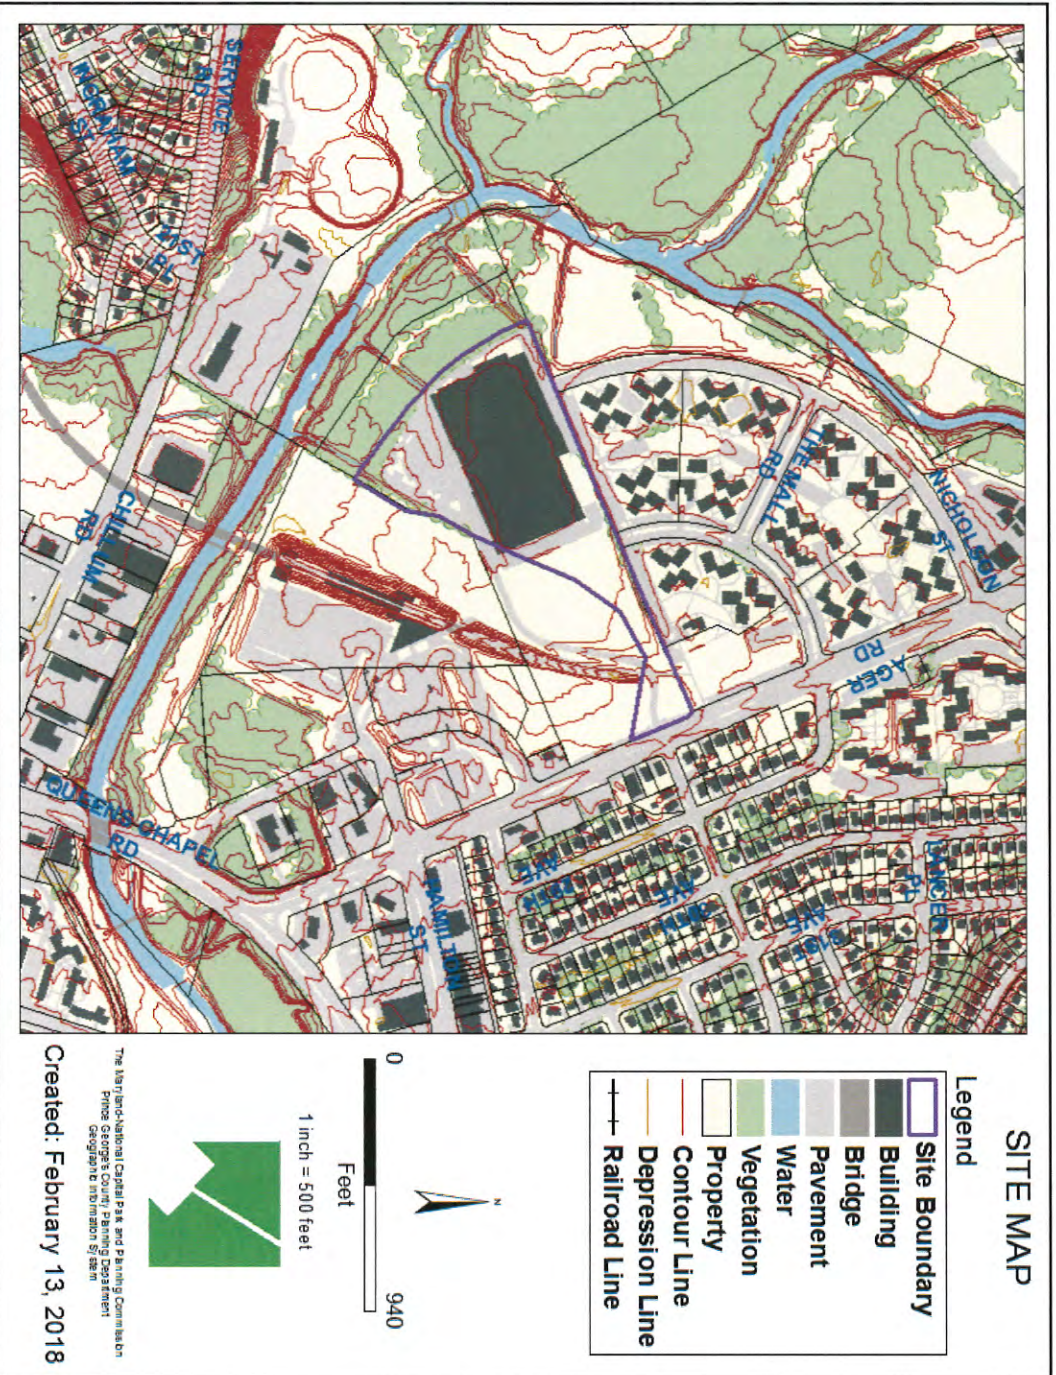 SITE MAP
Legend
Site Boundary
Building
Bridge
Pavement
Water
Vegetation
Property
Contour Line
Depression Line
Railroad Line
N
0
940
Feet
1 inch = 500 feet
The Maryland-National Capital Park and Planning Commission
Prince George's County Planning Department
Geographic Information System
Created: February 13, 2018
SERVICE
RD
ST
PL
NICHOLSON
ST
THE MALL
RD
AGER
RD
LANCER
PL
AVE
HAMILTON
ST
QUEENS CHAPEL
RD
CHILLUM
RD